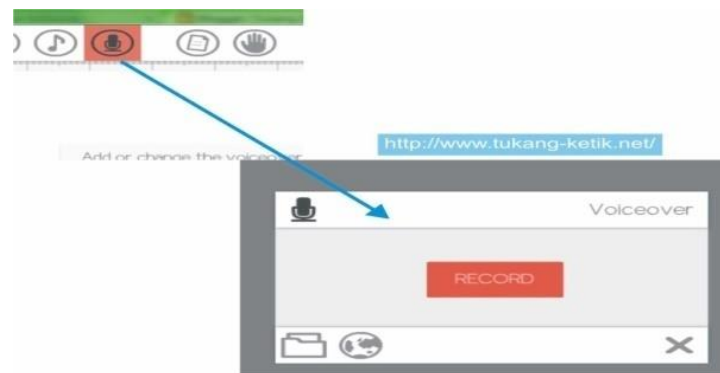 Add or change the voiceover
http://www.tukang-ketik.net/
Voiceover
RECORD